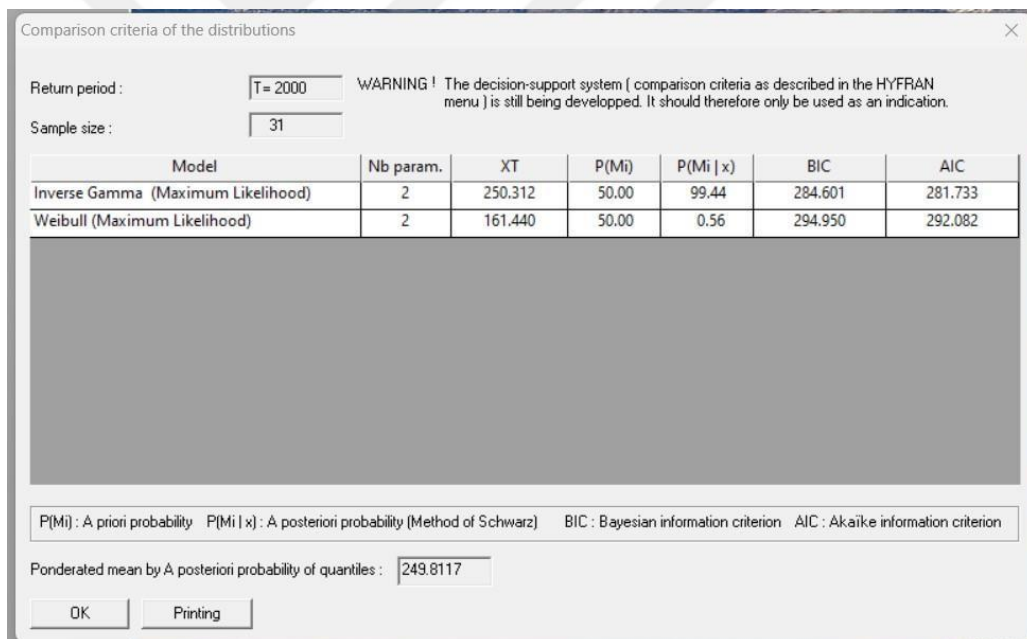 Comparison criteria of the distributions
Return period : T= 2000 WARNING ! The decision-support system ( comparison criteria as described in the HYFRAN
menu ) is still being developped. It should therefore only be used as an indication.
Sample size : 31
Model Nb param. XT P(Mi) P(Mi | x) BIC AIC
Inverse Gamma (Maximum Likelihood) 2 250.312 50.00 99.44 284.601 281.733
Weibull (Maximum Likelihood) 2 161.440 50.00 0.56 294.950 292.082
P(Mi) : A priori probability P(Mi | x) : A posteriori probability (Method of Schwarz) BIC : Bayesian information criterion AIC : Akaïke information criterion
Ponderated mean by A posteriori probability of quantiles : 249.8117
OK Printing